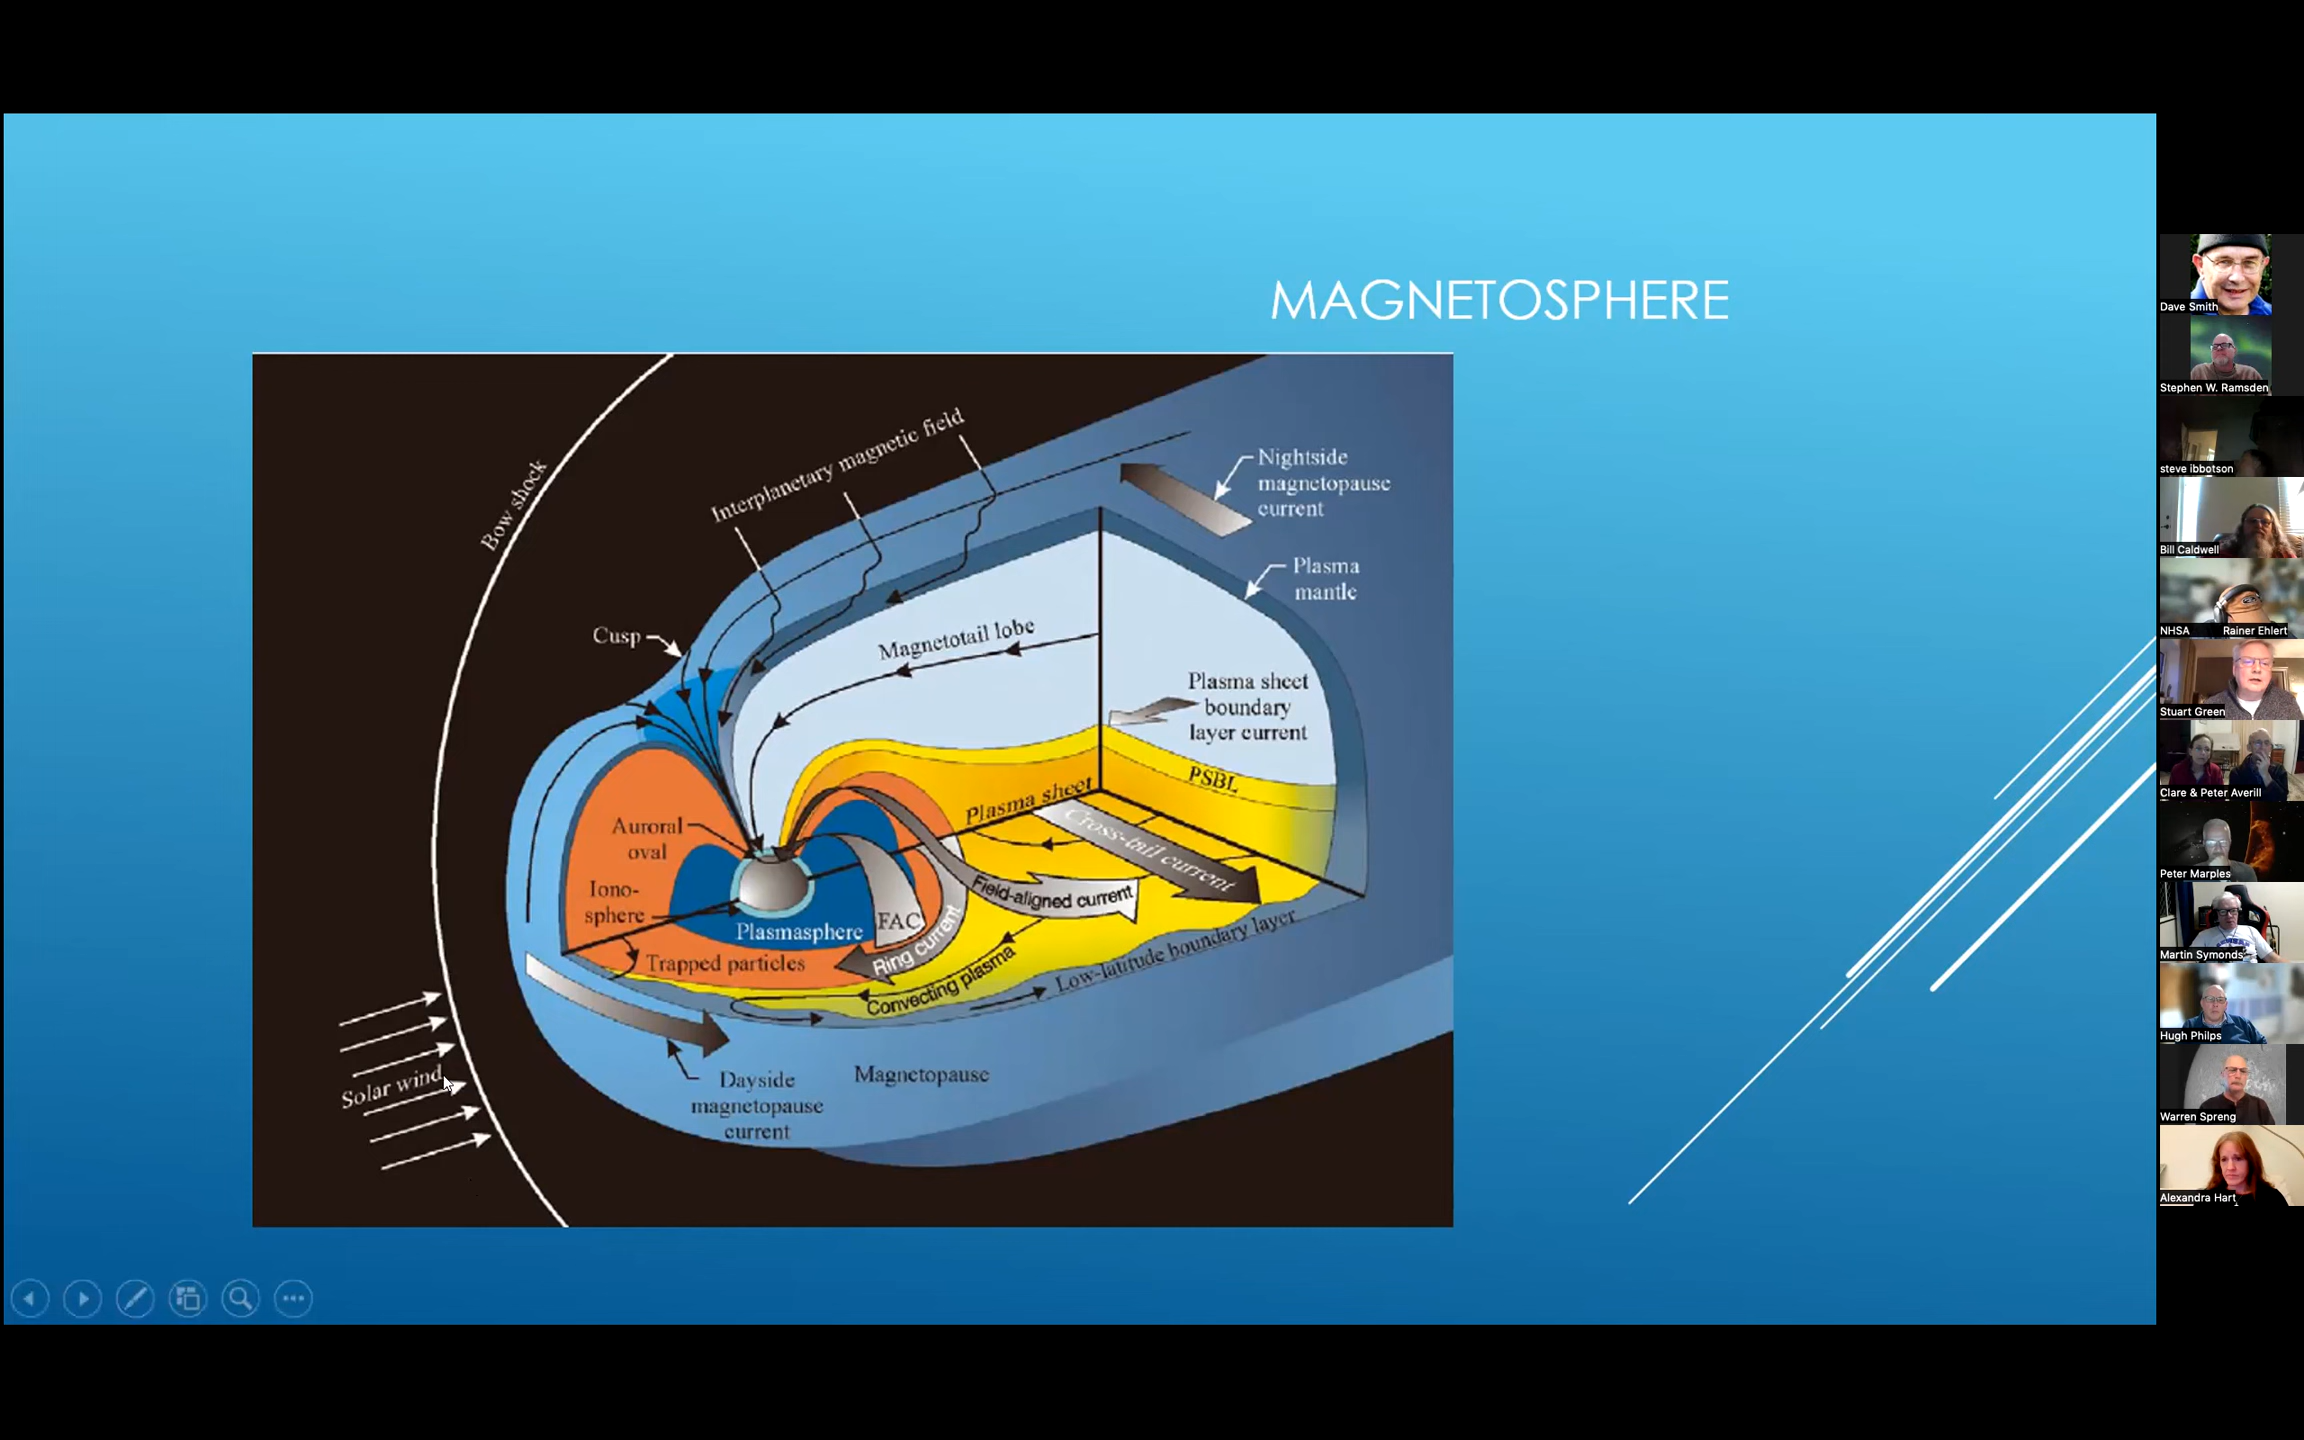 MAGNETOSPHERE
Bow shock
Interplanetary magnetic field
Nightside
magnetopause
current
Plasma
mantle
Cusp
Magnetotail lobe
Plasma sheet
boundary
layer current
PSBL
Plasma sheet
Cross-tail current
Auroral
oval
Iono-
sphere
Field-aligned current
FAC
Plasmasphere
Ring current
Trapped particles
Convecting plasma
Low-latitude boundary layer
Solar wind
Dayside
magnetopause
current
Magnetopause
Dave Smith
Stephen W. Ramsden
steve ibbotson
Bill Caldwell
NHSA Rainer Ehlert
Stuart Green
Clare & Peter Averill
Peter Marples
Martin Symonds
Hugh Philps
Warren Spreng
Alexandra Hart